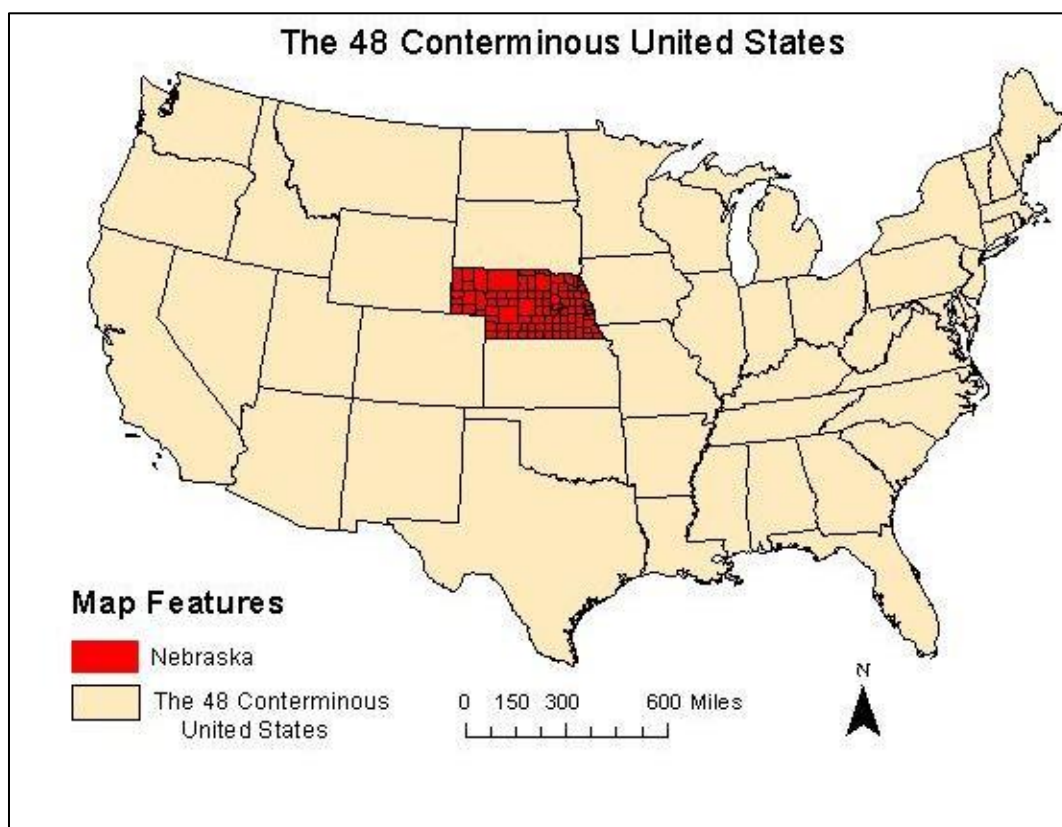 The 48 Conterminous United States
Map Features
Nebraska
The 48 Conterminous
United States
0 150 300 600 Miles
N